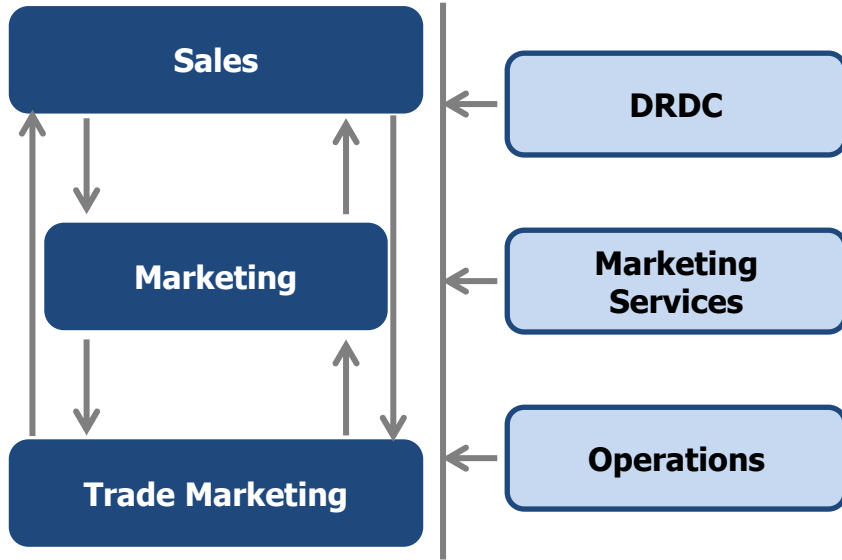 Sales
DRDC
Marketing
Marketing
Services
Trade Marketing
Operations